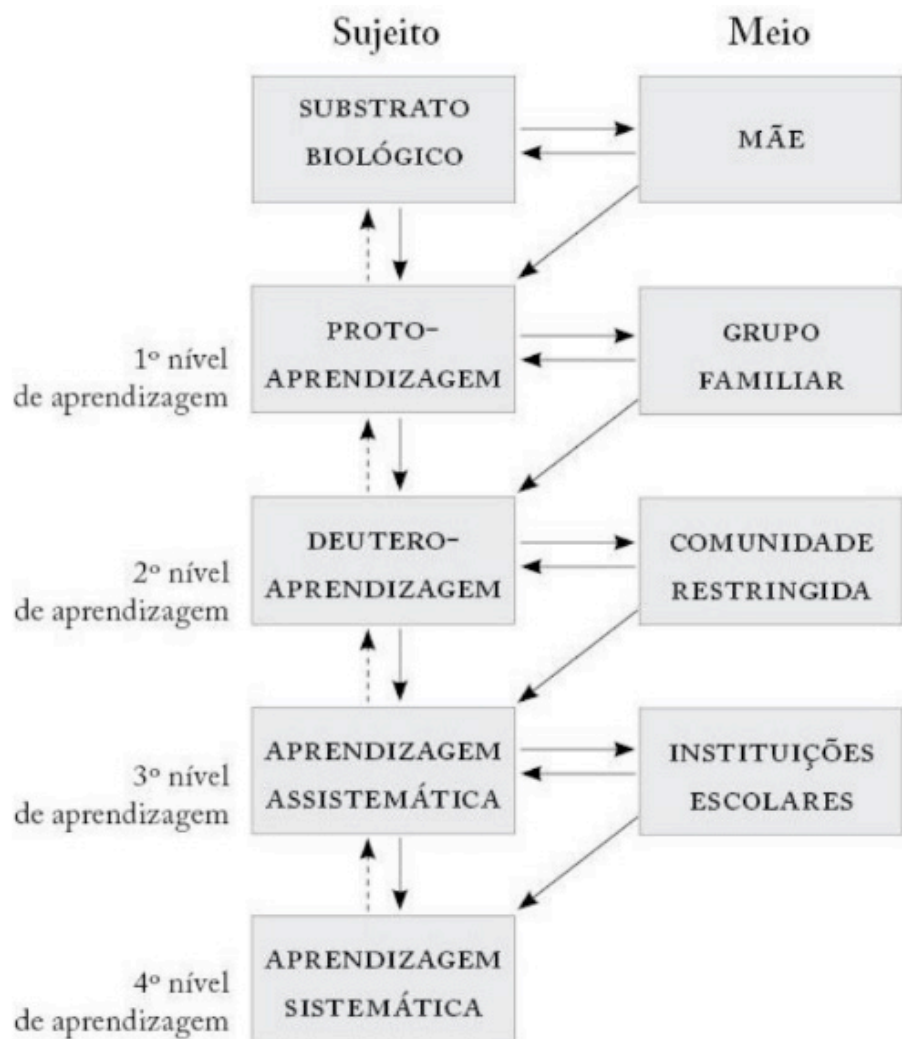 Sujeito
Meio
SUBSTRATO
BIOLÓGICO
MÃE
1º nível
de aprendizagem
PROTO-
APRENDIZAGEM
GRUPO
FAMILIAR
2º nível
de aprendizagem
DEUTERO-
APRENDIZAGEM
COMUNIDADE
RESTRINGIDA
3º nível
de aprendizagem
APRENDIZAGEM
ASSISTEMÁTICA
INSTITUIÇÕES
ESCOLARES
4º nível
de aprendizagem
APRENDIZAGEM
SISTEMÁTICA